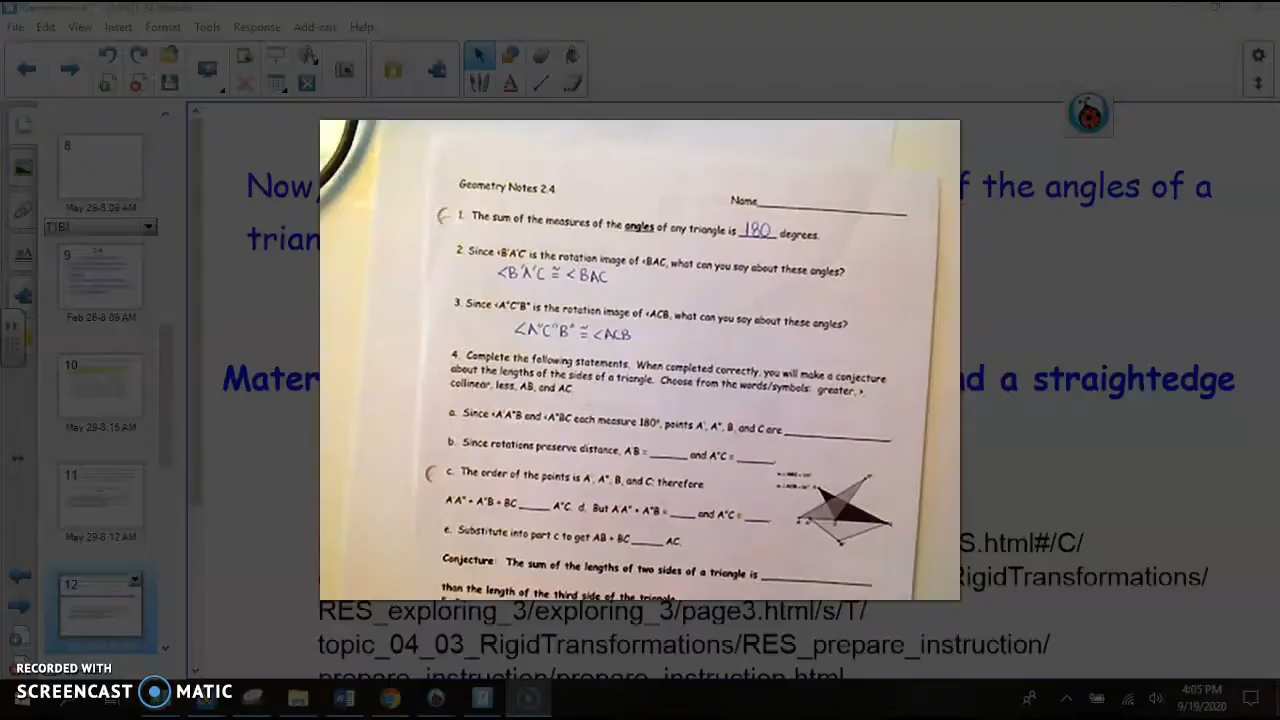 File Edit View Insert Format Tools Response Add-ons Help
8
May 29-8:09 AM
T1B1
9
Feb 26-8:09 AM
10
May 29-8:15 AM
11
May 29-8:12 AM
12
Now, f the angles of a
trian
Mater nd a straightedge
S.html#/C/
RigidTransformations/
RES_exploring_3/exploring_3/page3.html/s/T/
topic_04_03_RigidTransformations/RES_prepare_instruction/
prepare_instruction/prepare_instruction.html
Geometry Notes 2.4
Name
1. The sum of the measures of the angles of any triangle is 180 degrees.
2. Since <B'A'C' is the rotation image of <BAC, what can you say about these angles?
<B'A'C ≅ <BAC
3. Since <A"C"B" is the rotation image of <ACB, what can you say about these angles?
<A"C"B" ≅ <ACB
4. Complete the following statements. When completed correctly, you will make a conjecture
about the lengths of the sides of a triangle. Choose from the words/symbols: greater, >,
collinear, less, AB, and AC.
a. Since <A'A"B and <A"BC each measure 180°, points A', A", B, and C are
b. Since rotations preserve distance, A'B = ______ and A"C = ______.
c. The order of the points is A', A", B, and C; therefore
A'A" + A"B + BC ______ A"C. d. But A'A" + A"B = _____ and A"C = _____
e. Substitute into part c to get AB + BC ______ AC.
Conjecture: The sum of the lengths of two sides of a triangle is
than the length of the third side of the triangle.
RECORDED WITH
SCREENCAST MATIC
4:05 PM
9/19/2020